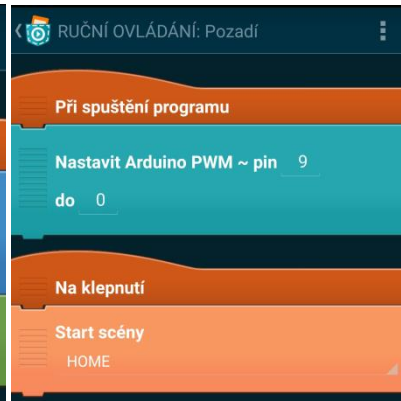 RUČNÍ OVLÁDÁNÍ: Pozadí
Při spuštění programu
Nastavit Arduino PWM ~ pin 9
do 0
Na klepnutí
Start scény
HOME